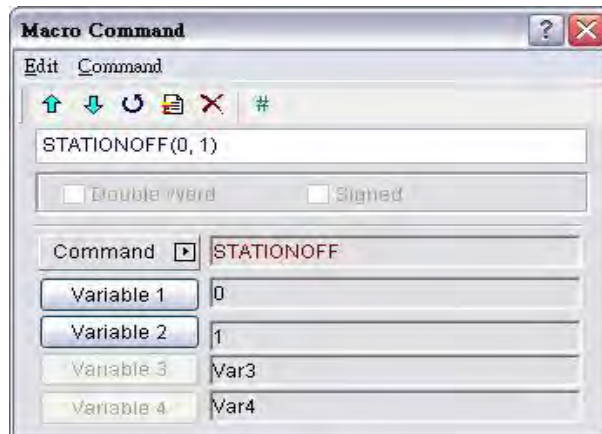 Macro Command
Edit Command
#
STATIONOFF(0, 1)
Double Word Signed
Command STATIONOFF
Variable 1 0
Variable 2 1
Variable 3 Var3
Variable 4 Var4